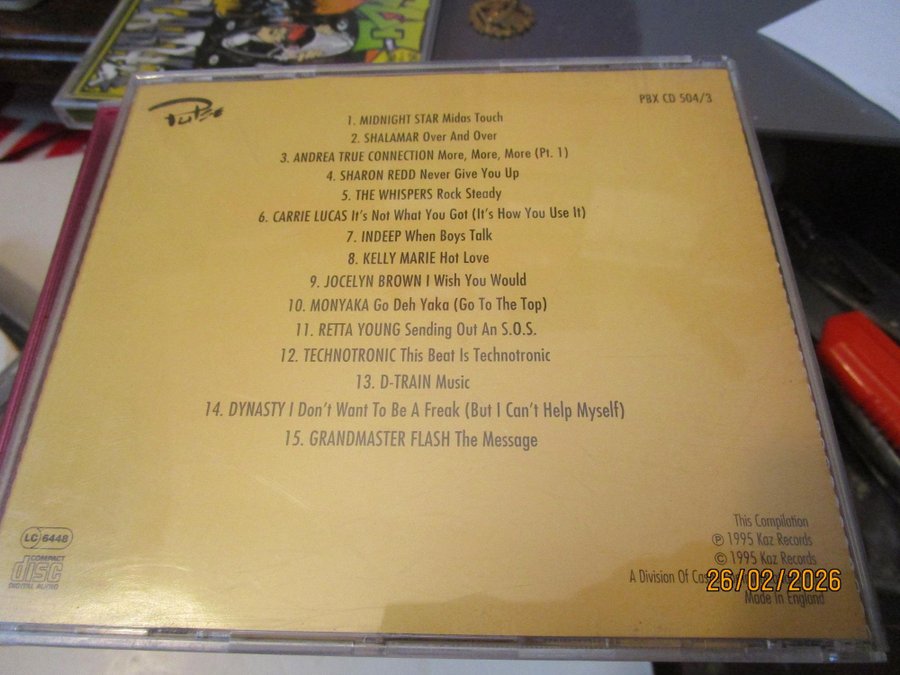 Pulse
PBX CD 504/3
1. MIDNIGHT STAR Midas Touch
2. SHALAMAR Over And Over
3. ANDREA TRUE CONNECTION More, More, More (Pt. 1)
4. SHARON REDD Never Give You Up
5. THE WHISPERS Rock Steady
6. CARRIE LUCAS It's Not What You Got (It's How You Use It)
7. INDEEP When Boys Talk
8. KELLY MARIE Hot Love
9. JOCELYN BROWN I Wish You Would
10. MONYAKA Go Deh Yaka (Go To The Top)
11. RETTA YOUNG Sending Out An S.O.S.
12. TECHNOTRONIC This Beat Is Technotronic
13. D-TRAIN Music
14. DYNASTY I Don't Want To Be A Freak (But I Can't Help Myself)
15. GRANDMASTER FLASH The Message
LC 6448
COMPACT
disc
DIGITAL AUDIO
This Compilation
℗ 1995 Kaz Records
© 1995 Kaz Records
A Division Of
Made In England
26/02/2026